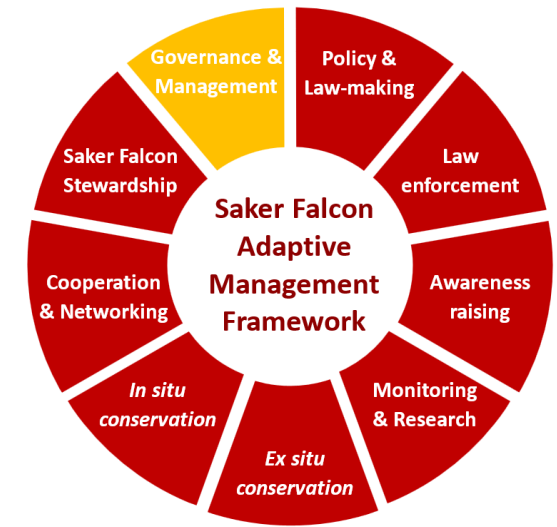 Governance &
Management
Policy &
Law-making
Law
enforcement
Awareness
raising
Monitoring
& Research
Ex situ
conservation
In situ
conservation
Cooperation
& Networking
Saker Falcon
Stewardship
Saker Falcon
Adaptive
Management
Framework